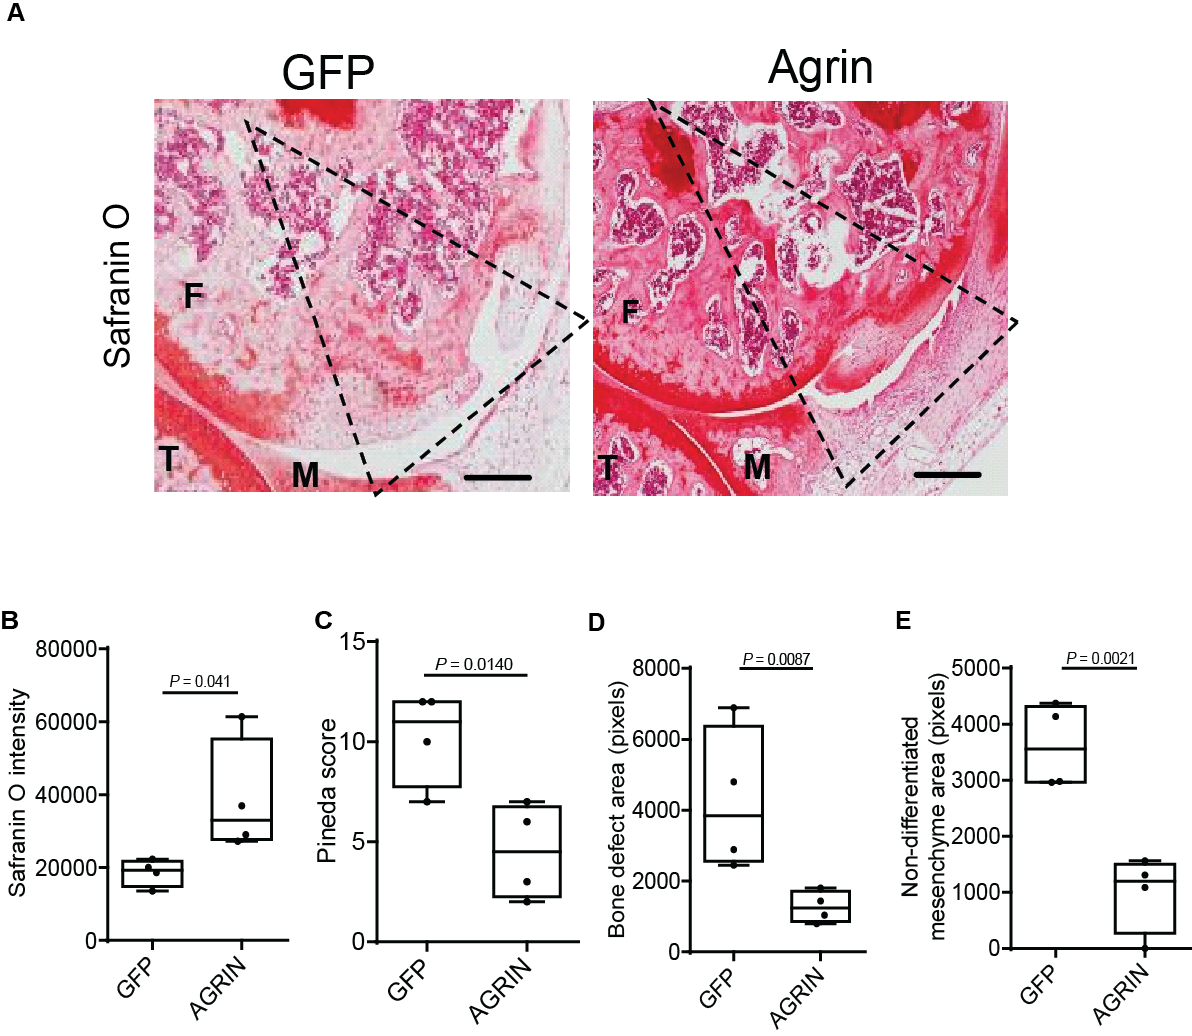 A
GFP
Agrin
Safranin O
F
T
M
F
T
M
B
Safranin O intensity
80000
60000
40000
20000
0
P = 0.041
GFP
AGRIN
C
Pineda score
15
10
5
0
P = 0.0140
GFP
AGRIN
D
Bone defect area (pixels)
8000
6000
4000
2000
0
P = 0.0087
GFP
AGRIN
E
Non-differentiated
mesenchyme area (pixels)
5000
4000
3000
2000
1000
0
P = 0.0021
GFP
AGRIN